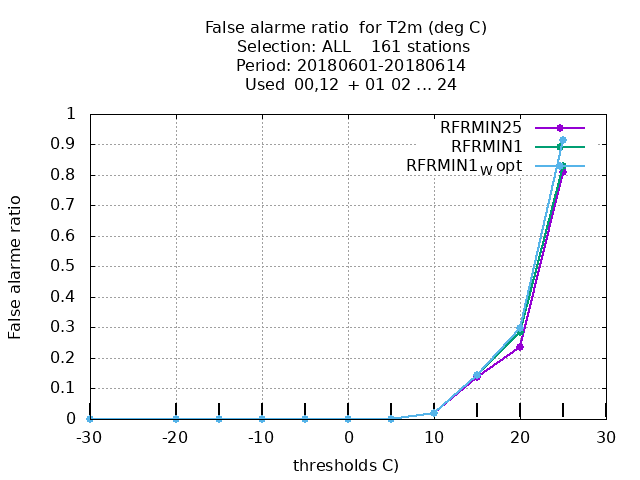 False alarme ratio  for T2m (deg C)
Selection: ALL    161 stations
Period: 20180601-20180614
Used  00,12  + 01 02 ... 24
RFRMIN25
RFRMIN1
RFRMIN1W opt
False alarme ratio
1
0.9
0.8
0.7
0.6
0.5
0.4
0.3
0.2
0.1
0
-30
-20
-10
0
10
20
30
thresholds C)